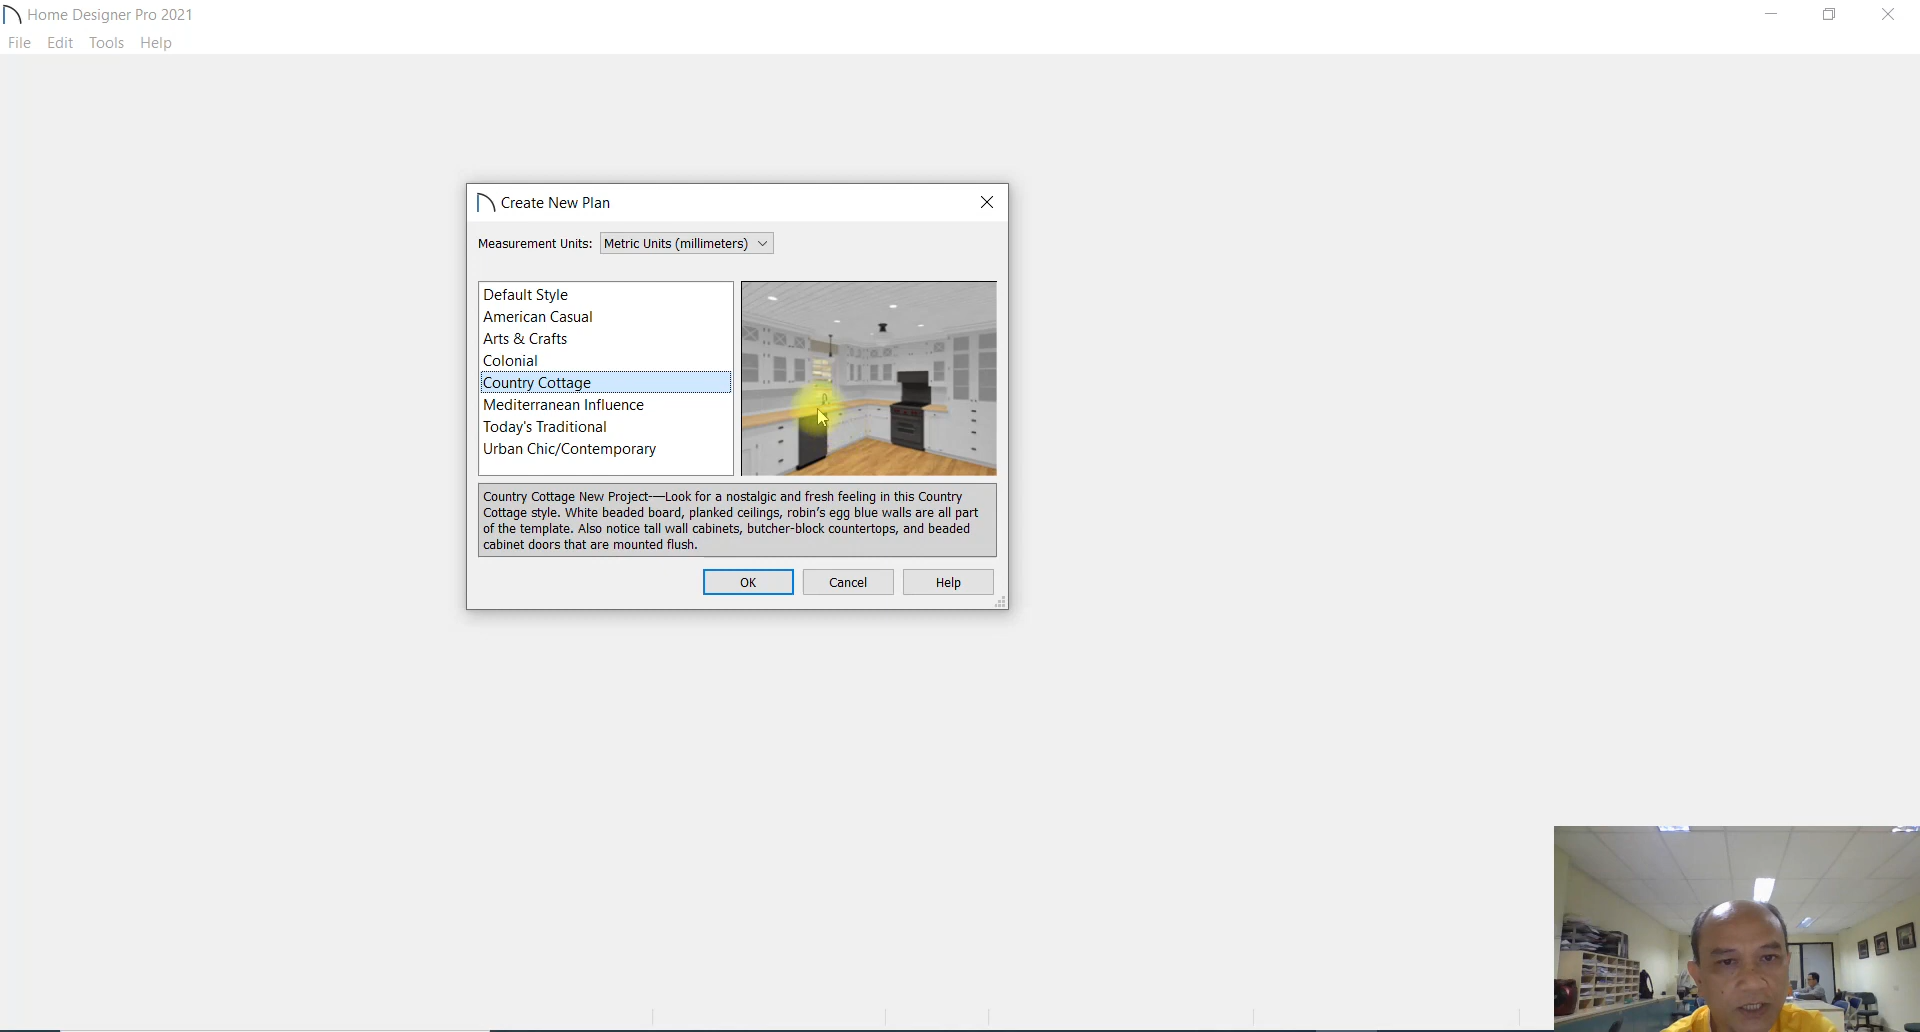 Home Designer Pro 2021
File Edit Tools Help
Create New Plan
Measurement Units: Metric Units (millimeters)
Default Style
American Casual
Arts & Crafts
Colonial
Country Cottage
Mediterranean Influence
Today's Traditional
Urban Chic/Contemporary
Country Cottage New Project-—Look for a nostalgic and fresh feeling in this Country
Cottage style. White beaded board, planked ceilings, robin’s egg blue walls are all part
of the template. Also notice tall wall cabinets, butcher-block countertops, and beaded
cabinet doors that are mounted flush.
OK Cancel Help